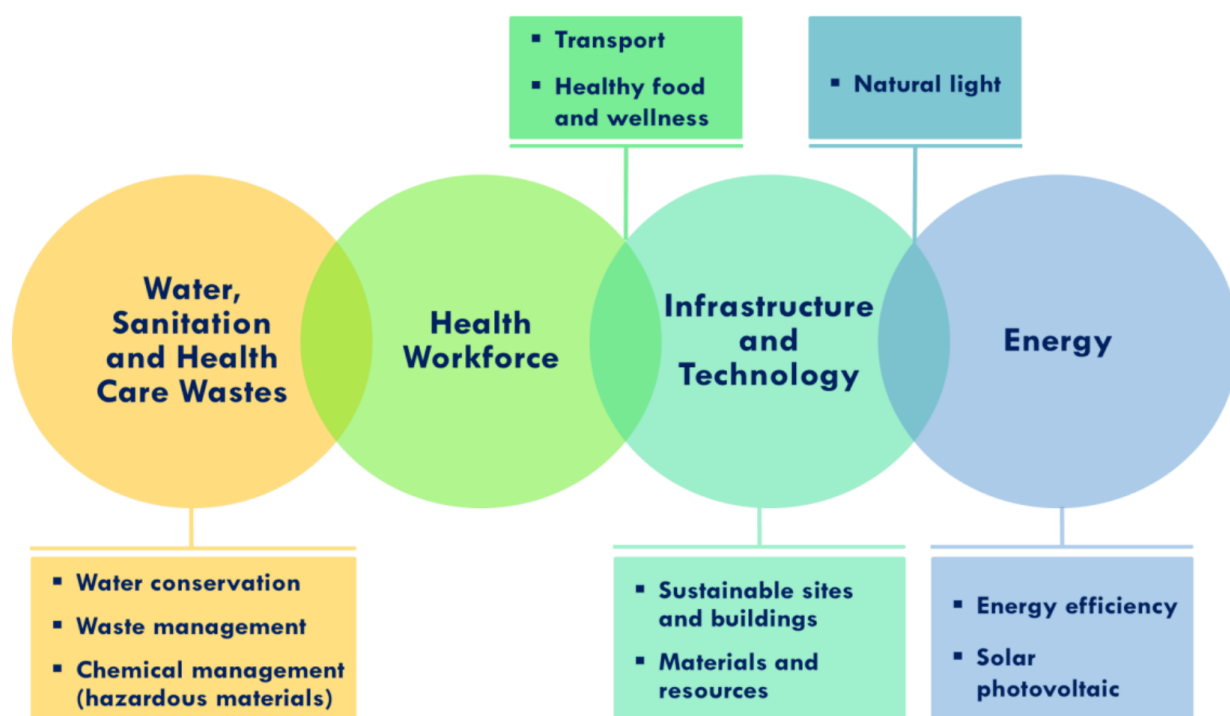 ▪ Transport
▪ Healthy food
and wellness
▪ Natural light
Water,
Sanitation
and Health
Care Wastes
Health
Workforce
Infrastructure
and
Technology
Energy
▪ Water conservation
▪ Waste management
▪ Chemical management
(hazardous materials)
▪ Sustainable sites
and buildings
▪ Materials and
resources
▪ Energy efficiency
▪ Solar
photovoltaic